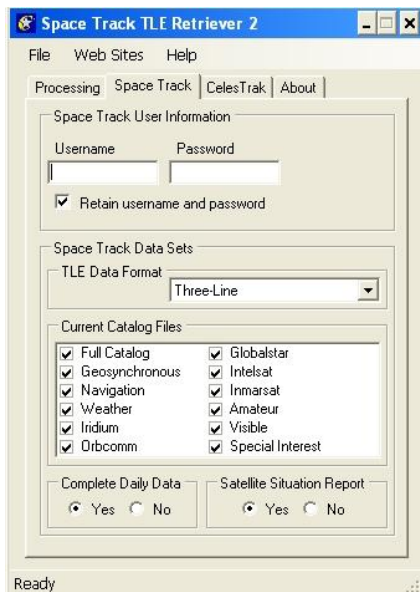 Space Track TLE Retriever 2
File Web Sites Help
Processing Space Track CelesTrak About
Space Track User Information
Username Password
Retain username and password
Space Track Data Sets
TLE Data Format
Three-Line
Current Catalog Files
Full Catalog Globalstar
Geosynchronous Intelsat
Navigation Inmarsat
Weather Amateur
Iridium Visible
Orbcomm Special Interest
Complete Daily Data Satellite Situation Report
Yes No Yes No
Ready